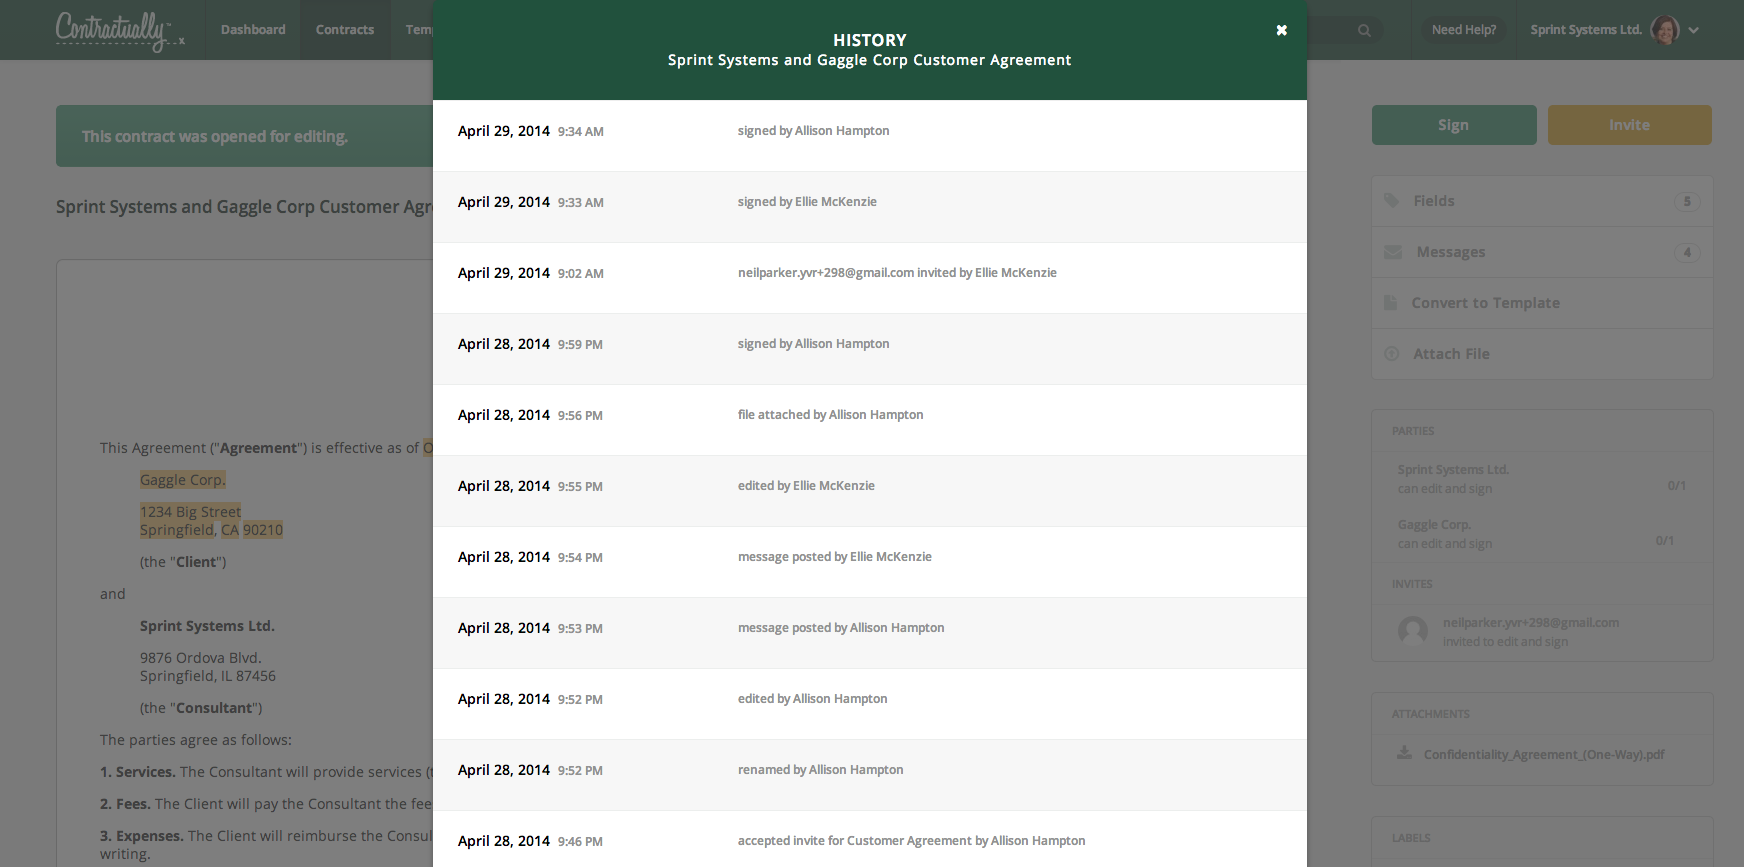 Contractually™
Dashboard
Contracts
Temp
Need Help?
Sprint Systems Ltd.
HISTORY
Sprint Systems and Gaggle Corp Customer Agreement
This contract was opened for editing.
Sprint Systems and Gaggle Corp Customer Agr
This Agreement ("Agreement") is effective as of
Gaggle Corp.
1234 Big Street
Springfield, CA 90210
(the "Client")
and
Sprint Systems Ltd.
9876 Ordova Blvd.
Springfield, IL 87456
(the "Consultant")
The parties agree as follows:
1. Services. The Consultant will provide services (
2. Fees. The Client will pay the Consultant the fee
3. Expenses. The Client will reimburse the Consul
writing.
April 29, 2014 9:34 AM signed by Allison Hampton
April 29, 2014 9:33 AM signed by Ellie McKenzie
April 29, 2014 9:02 AM neilparker.yvr+298@gmail.com invited by Ellie McKenzie
April 28, 2014 9:59 PM signed by Allison Hampton
April 28, 2014 9:56 PM file attached by Allison Hampton
April 28, 2014 9:55 PM edited by Ellie McKenzie
April 28, 2014 9:54 PM message posted by Ellie McKenzie
April 28, 2014 9:53 PM message posted by Allison Hampton
April 28, 2014 9:52 PM edited by Allison Hampton
April 28, 2014 9:52 PM renamed by Allison Hampton
April 28, 2014 9:46 PM accepted invite for Customer Agreement by Allison Hampton
Sign
Invite
Fields 5
Messages 4
Convert to Template
Attach File
PARTIES
Sprint Systems Ltd.
can edit and sign 0/1
Gaggle Corp.
can edit and sign 0/1
INVITES
neilparker.yvr+298@gmail.com
invited to edit and sign
ATTACHMENTS
Confidentiality_Agreement_(One-Way).pdf
LABELS